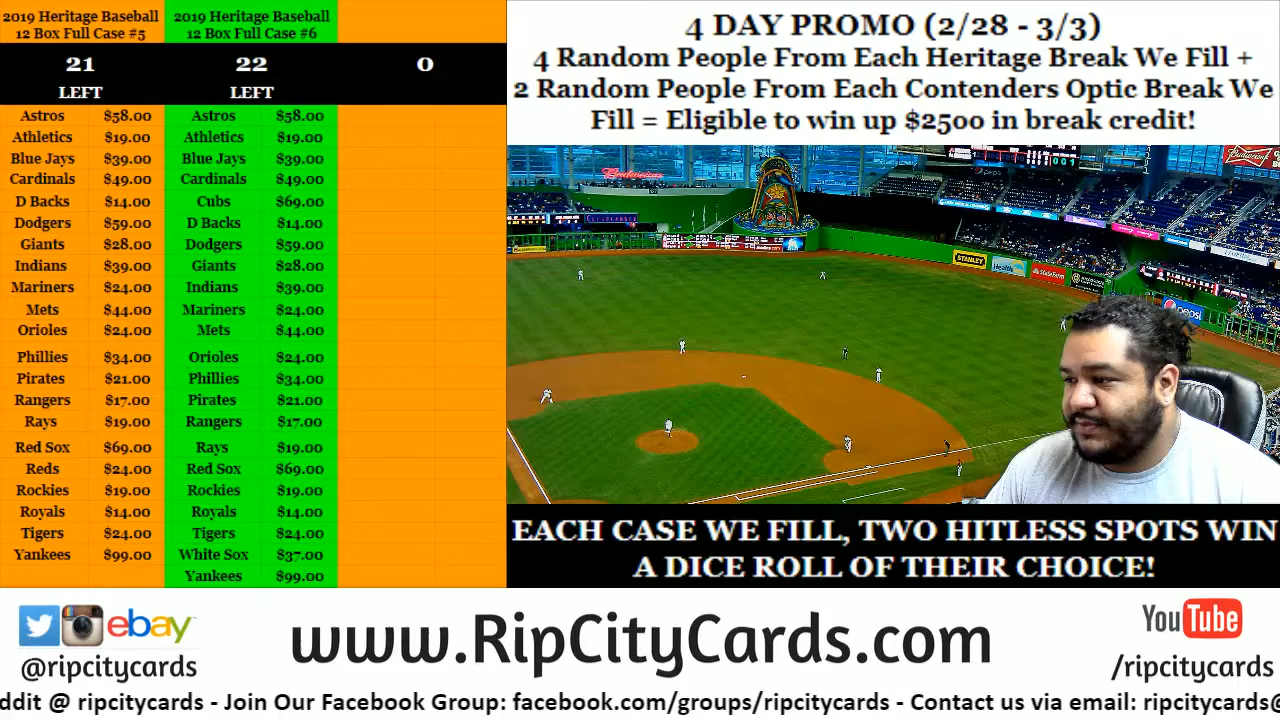 2019 Heritage Baseball
12 Box Full Case #5
21
LEFT
Astros $58.00
Athletics $19.00
Blue Jays $39.00
Cardinals $49.00
D Backs $14.00
Dodgers $59.00
Giants $28.00
Indians $39.00
Mariners $24.00
Mets $44.00
Orioles $24.00
Phillies $34.00
Pirates $21.00
Rangers $17.00
Rays $19.00
Red Sox $69.00
Reds $24.00
Rockies $19.00
Royals $14.00
Tigers $24.00
Yankees $99.00
2019 Heritage Baseball
12 Box Full Case #6
22
LEFT
Astros $58.00
Athletics $19.00
Blue Jays $39.00
Cardinals $49.00
Cubs $69.00
D Backs $14.00
Dodgers $59.00
Giants $28.00
Indians $39.00
Mariners $24.00
Mets $44.00
Orioles $24.00
Phillies $34.00
Pirates $21.00
Rangers $17.00
Rays $19.00
Red Sox $69.00
Rockies $19.00
Royals $14.00
Tigers $24.00
White Sox $37.00
Yankees $99.00
0
4 DAY PROMO (2/28 - 3/3)
4 Random People From Each Heritage Break We Fill +
2 Random People From Each Contenders Optic Break We
Fill = Eligible to win up $2500 in break credit!
Budweiser
Budweiser
pepsi
STANLEY
Health
StateFarm
pepsi
EACH CASE WE FILL, TWO HITLESS SPOTS WIN
A DICE ROLL OF THEIR CHOICE!
ebay
@ripcitycards
www.RipCityCards.com
YouTube
/ripcitycards
ddit @ ripcitycards - Join Our Facebook Group: facebook.com/groups/ripcitycards - Contact us via email: ripcitycards@